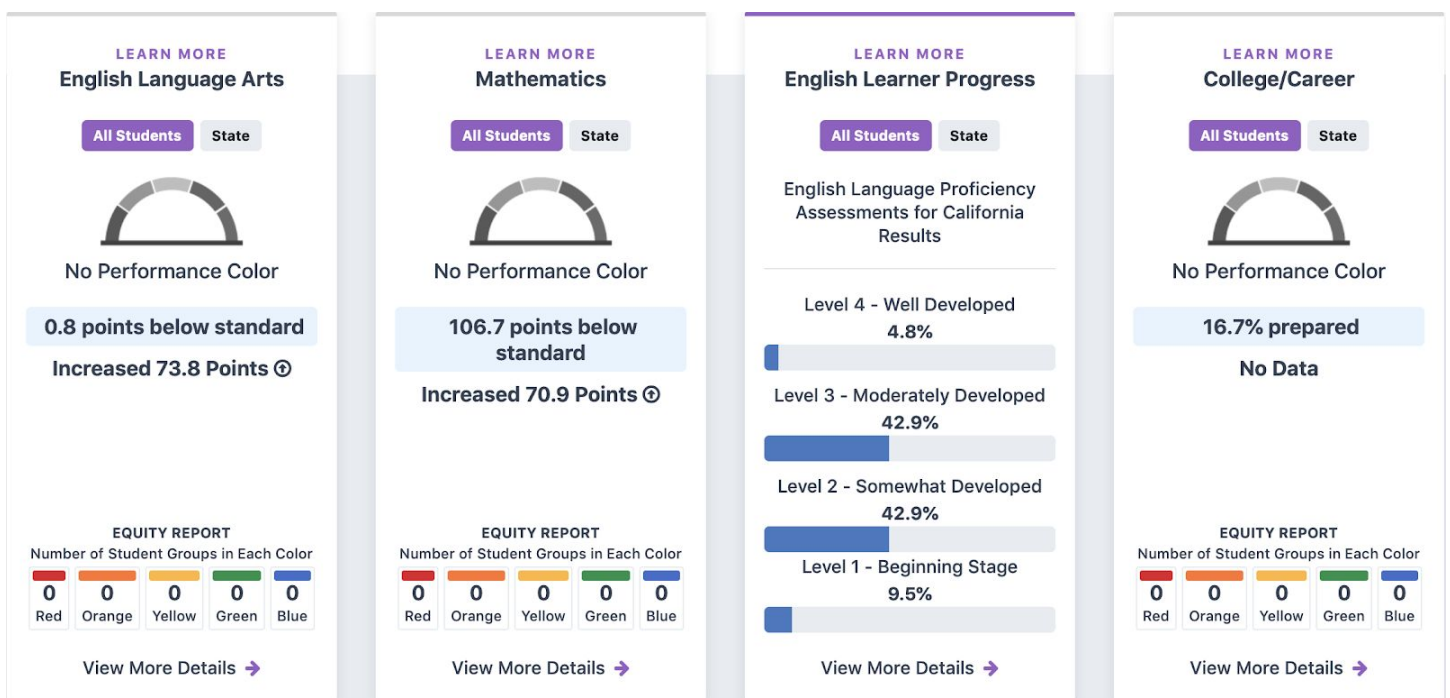 LEARN MORE
English Language Arts
All Students State
No Performance Color
0.8 points below standard
Increased 73.8 Points
EQUITY REPORT
Number of Student Groups in Each Color
0 0 0 0 0
Red Orange Yellow Green Blue
View More Details
LEARN MORE
Mathematics
All Students State
No Performance Color
106.7 points below
standard
Increased 70.9 Points
EQUITY REPORT
Number of Student Groups in Each Color
0 0 0 0 0
Red Orange Yellow Green Blue
View More Details
LEARN MORE
English Learner Progress
All Students State
English Language Proficiency
Assessments for California
Results
Level 4 - Well Developed
4.8%
Level 3 - Moderately Developed
42.9%
Level 2 - Somewhat Developed
42.9%
Level 1 - Beginning Stage
9.5%
View More Details
LEARN MORE
College/Career
All Students State
No Performance Color
16.7% prepared
No Data
EQUITY REPORT
Number of Student Groups in Each Color
0 0 0 0 0
Red Orange Yellow Green Blue
View More Details